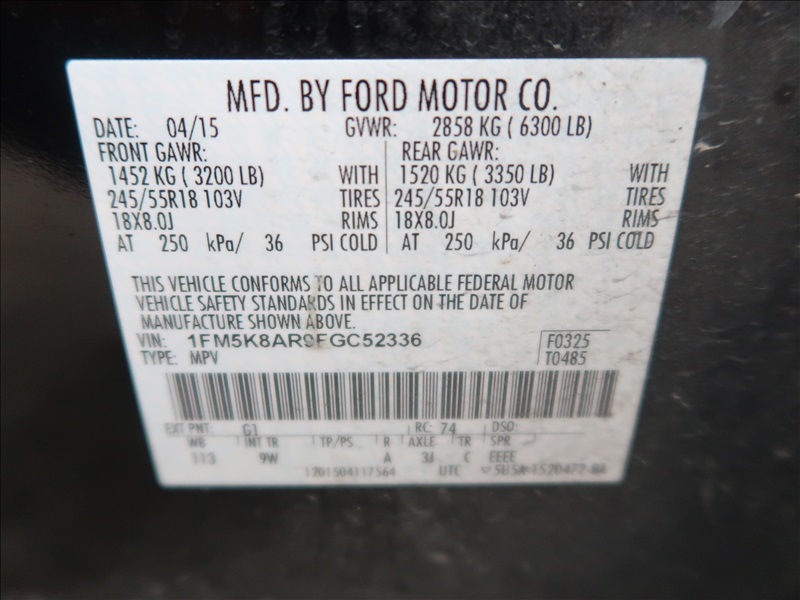 MFD. BY FORD MOTOR CO.
DATE: 04/15 GVWR: 2858 KG ( 6300 LB)
FRONT GAWR: REAR GAWR:
1452 KG ( 3200 LB) WITH 1520 KG ( 3350 LB) WITH
245/55R18 103V TIRES 245/55R18 103V TIRES
18X8.0J RIMS 18X8.0J RIMS
AT 250 kPa/ 36 PSI COLD AT 250 kPa/ 36 PSI COLD
THIS VEHICLE CONFORMS TO ALL APPLICABLE FEDERAL MOTOR
VEHICLE SAFETY STANDARDS IN EFFECT ON THE DATE OF
MANUFACTURE SHOWN ABOVE.
VIN: 1FM5K8AR9FGC52336 F0325
TYPE: MPV T0485
EXT PNT: G1 RC: 74 DSO:
WB INT TR TP/PS R AXLE TR SPR
113 9W A 3J C EEEE
1201504117564 UTC ▽5U5A-1520472-BA